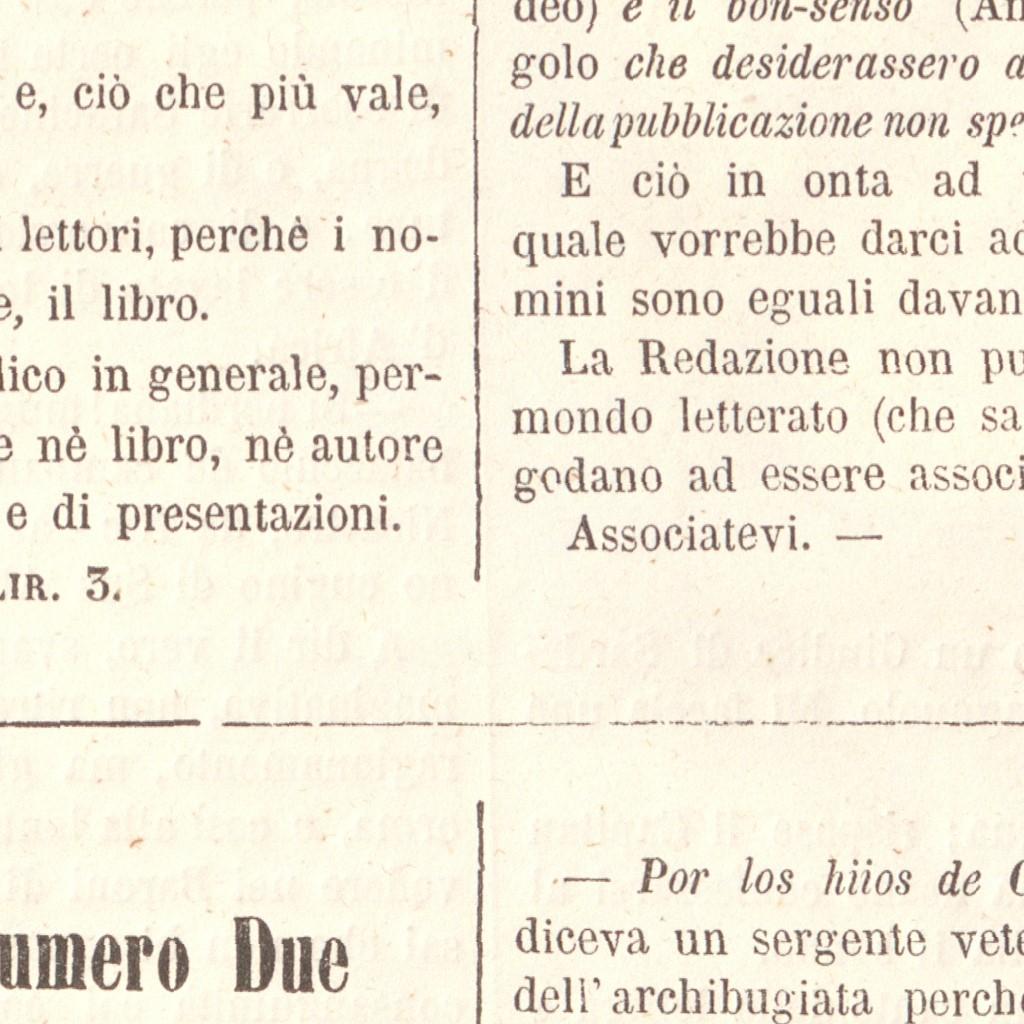 e, ciò che più vale,
lettori, perchè i no-
e, il libro.
lico in generale, per-
e nè libro, nè autore
e di presentazioni.
LIR. 3.
umero Due
deo) e il bon-senso (An
golo che desiderassero a
della pubblicazione non spe
E ciò in onta ad
quale vorrebbe darci ad
mini sono eguali davan
La Redazione non pu
mondo letterato (che sa
godano ad essere associ
Associatevi. —
— Por los hiios de C
diceva un sergente vete
dell' archibugiata perchè